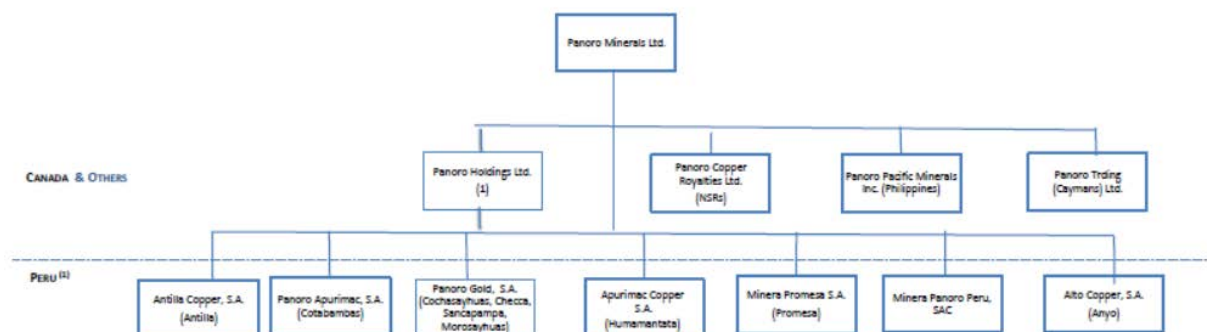 Panoro Minerals Ltd.
CANADA & OTHERS
Panoro Holdings Ltd.
(1)
Panoro Copper
Royalties Ltd.
(NSRs)
Panoro Pacific Minerals
Inc. (Philippines)
Panoro Trding
(Caymans) Ltd.
PERU (1)
Antilla Copper, S.A.
(Antilla)
Panoro Apurimac, S.A.
(Cotabambas)
Panoro Gold, S.A.
(Cochasayhuas, Checca,
Sancapampa,
Morosayhuas)
Apurimac Copper
S.A.
(Humamantata)
Minera Promesa S.A.
(Promesa)
Minera Panoro Peru,
SAC
Alto Copper, S.A.
(Anyo)